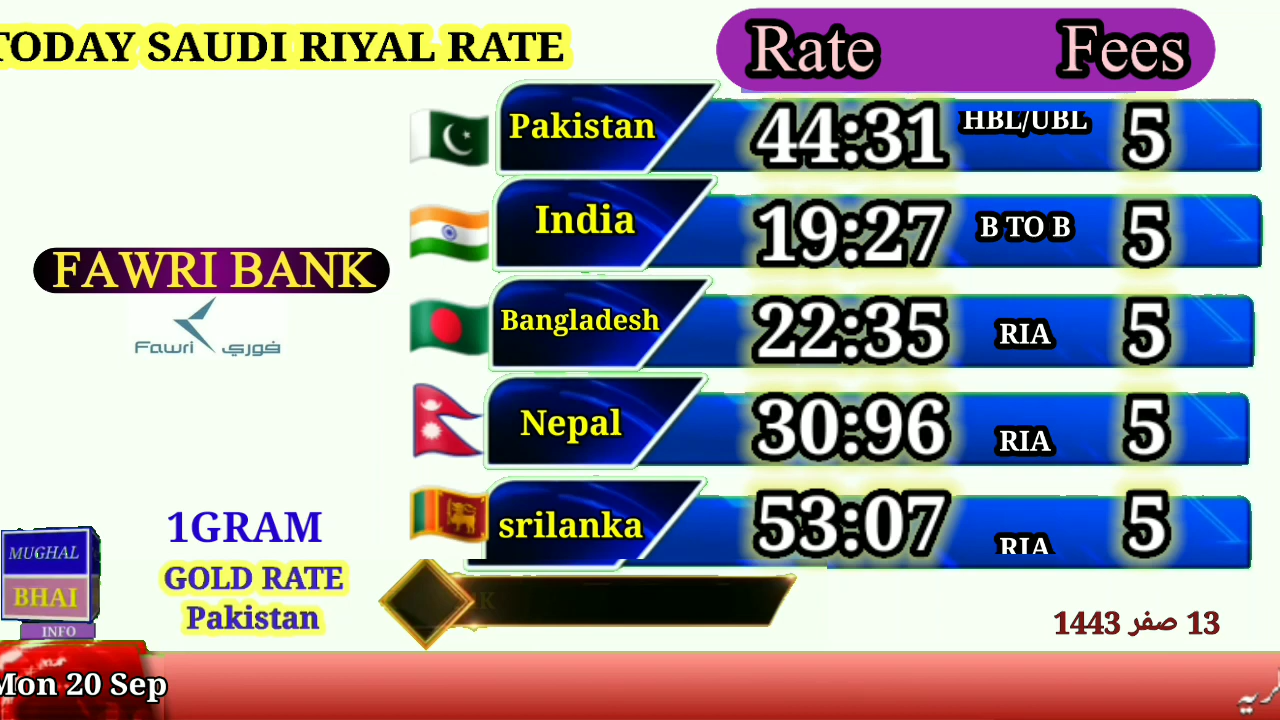 TODAY SAUDI RIYAL RATE
Rate Fees
Pakistan 44:31 HBL/UBL 5
India 19:27 B TO B 5
FAWRI BANK
Fawri فوري
Bangladesh 22:35 RIA 5
Nepal 30:96 RIA 5
srilanka 53:07 RIA 5
1GRAM
GOLD RATE
Pakistan
MUGHAL
BHAI
INFO
13 صفر 1443
Mon 20 Sep